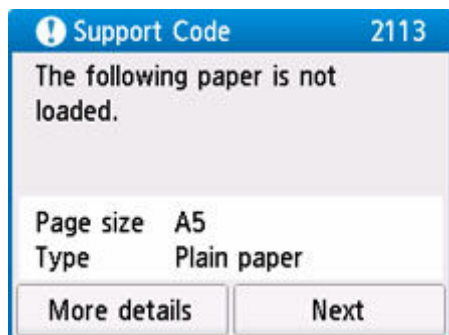 Support Code 2113
The following paper is not
loaded.
Page size A5
Type Plain paper
More details Next